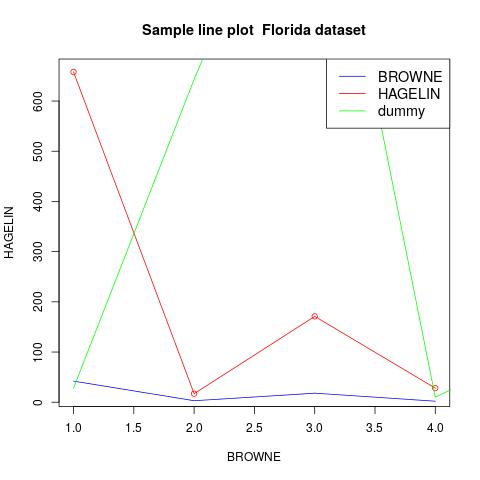 Sample line plot  Florida dataset
BROWNE
HAGELIN
dummy
HAGELIN
600
500
400
300
200
100
0
1.0 1.5 2.0 2.5 3.0 3.5 4.0
BROWNE